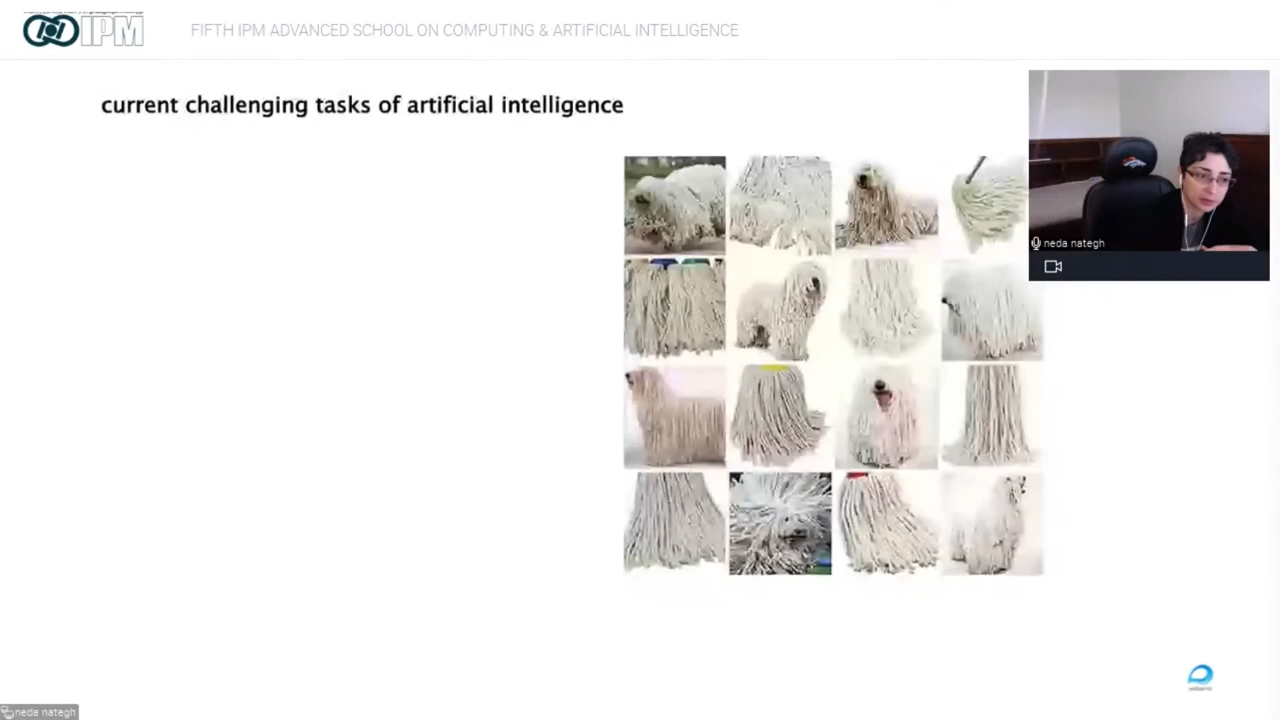 IPM
FIFTH IPM ADVANCED SCHOOL ON COMPUTING & ARTIFICIAL INTELLIGENCE
current challenging tasks of artificial intelligence
neda nategh
neda nategh